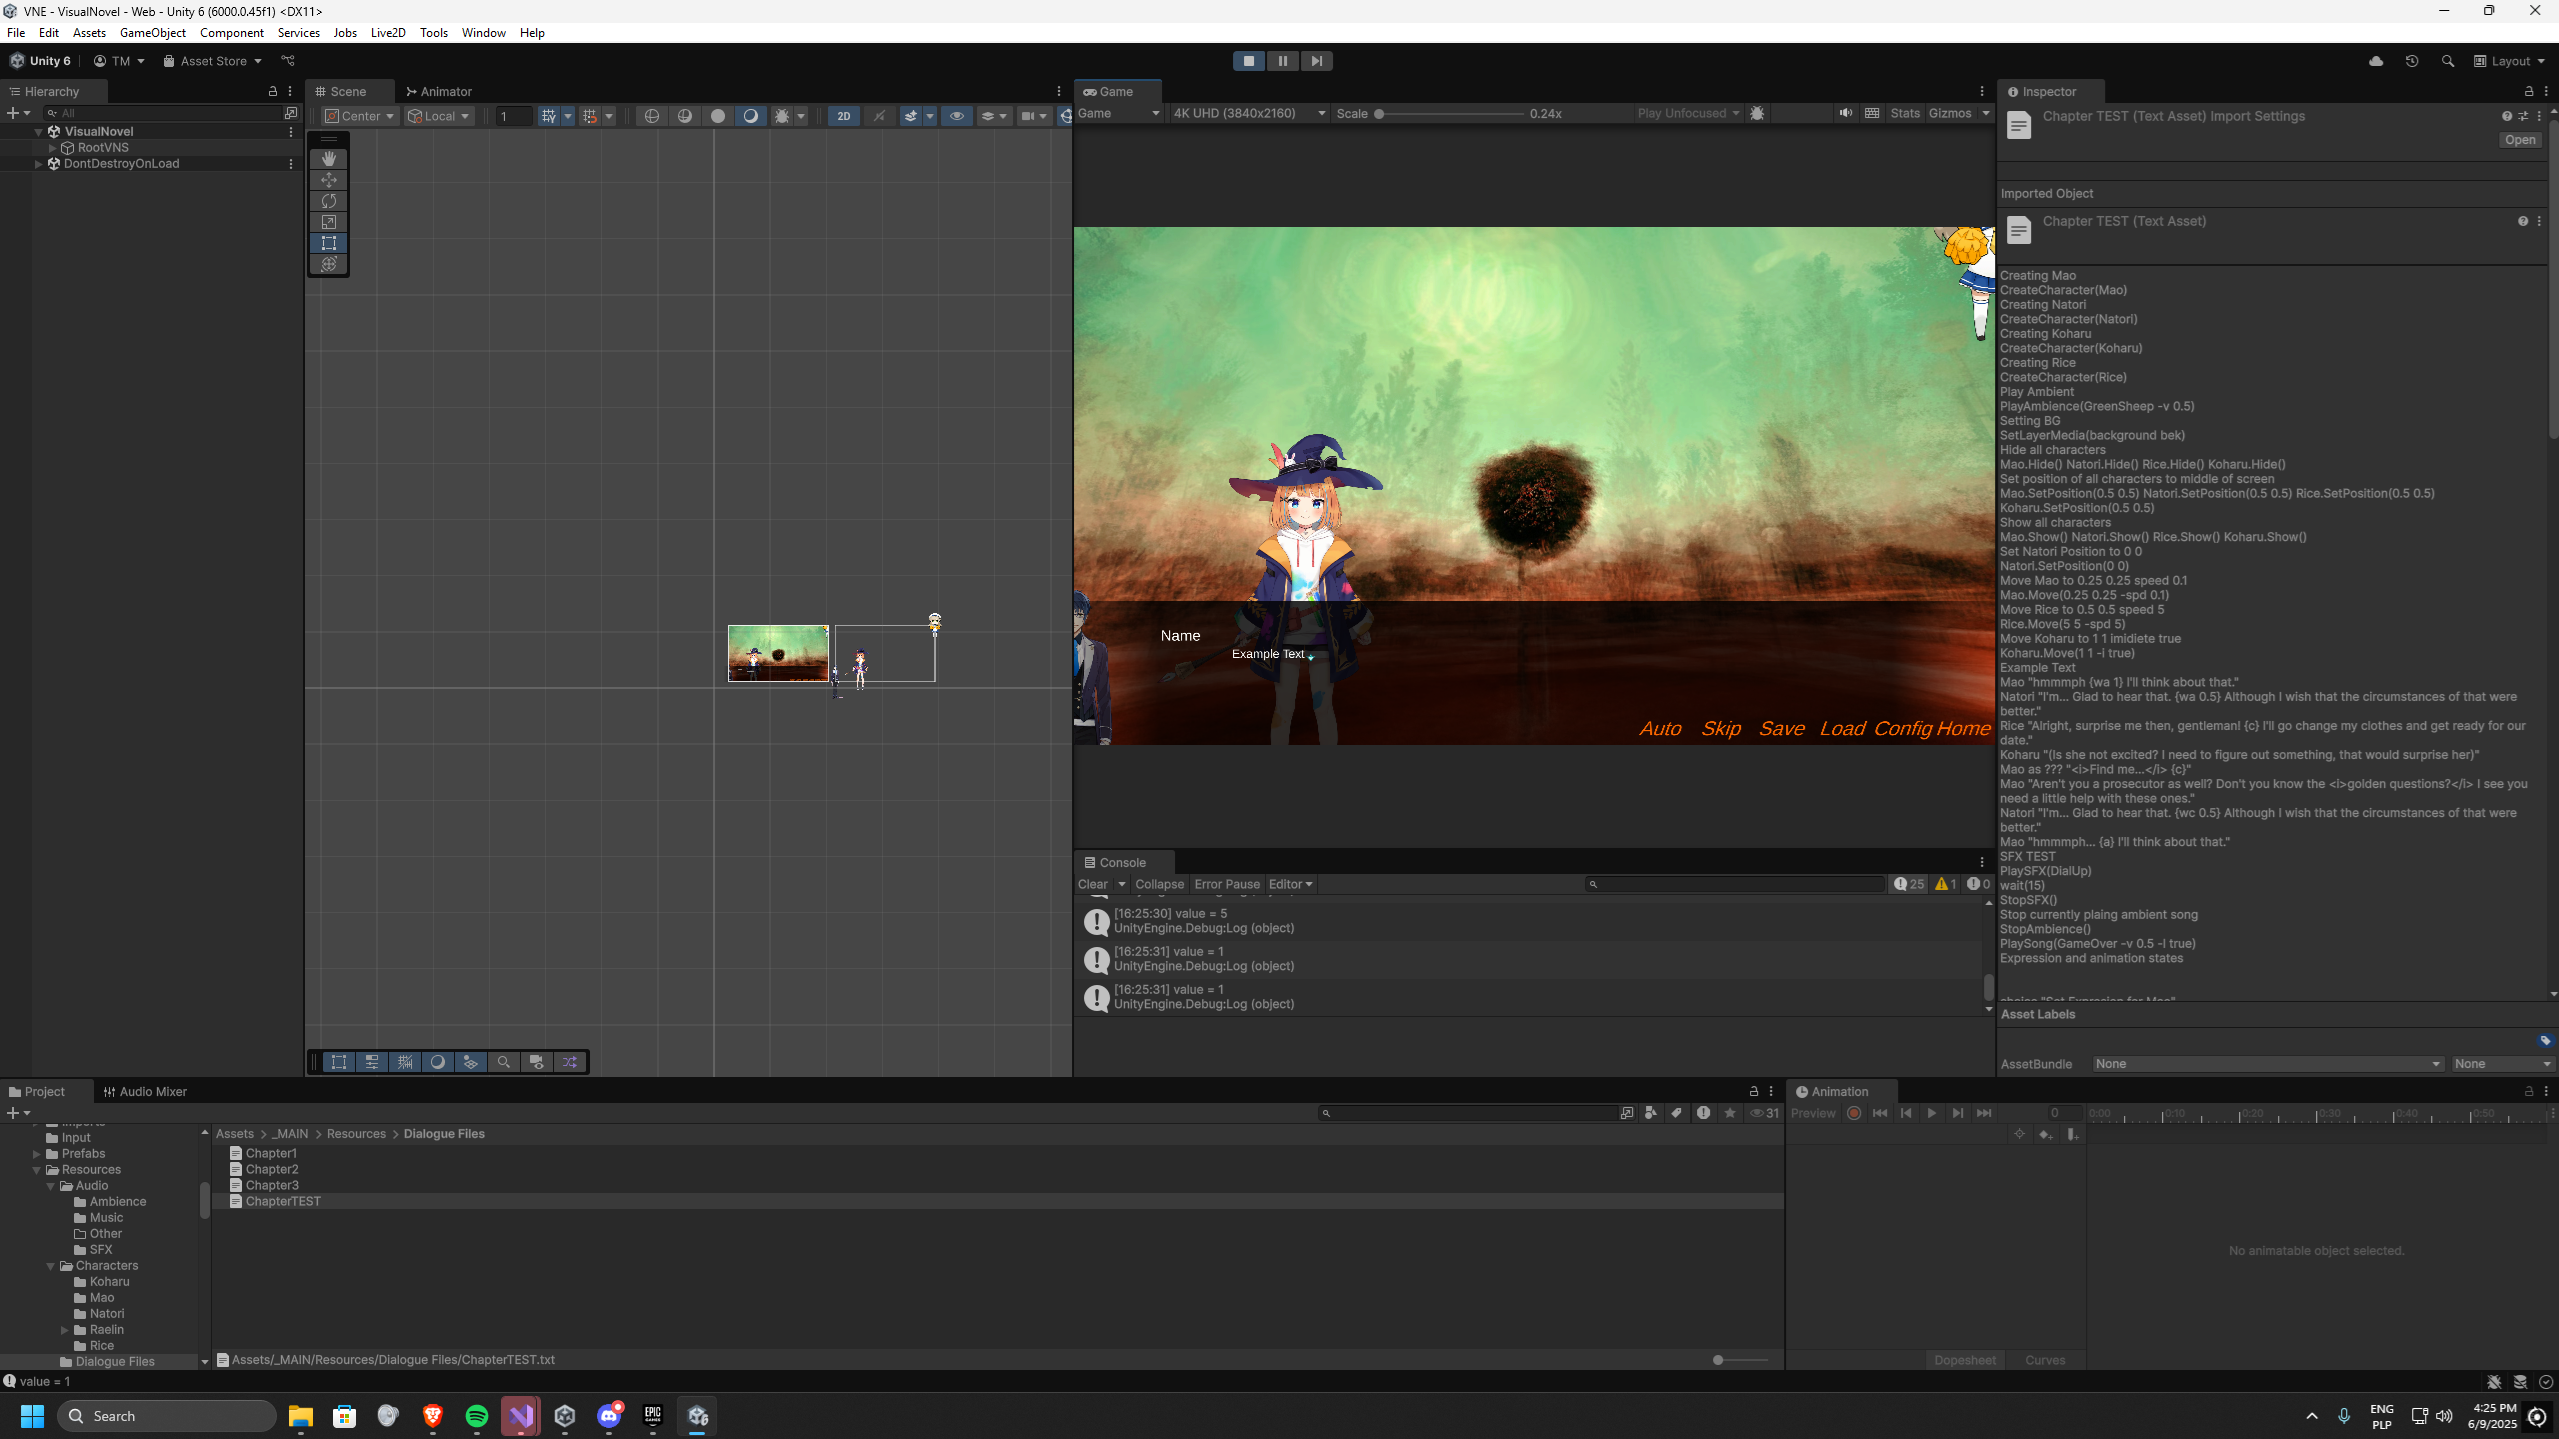 VNE - VisualNovel - Web - Unity 6 (6000.0.45f1) <DX11>
File Edit Assets GameObject Component Services Jobs Live2D Tools Window Help
Unity 6 TM Asset Store Layout
Hierarchy
All
VisualNovel
RootVNS
DontDestroyOnLoad
Scene Animator
Center Local 1 2D
Game
Game 4K UHD (3840x2160) Scale 0.24x Play Unfocused Stats Gizmos
Name
Example Text
Auto Skip Save Load Config Home
Console
Clear Collapse Error Pause Editor 25 1 0
[16:25:30] value = 5
UnityEngine.Debug:Log (object)
[16:25:31] value = 1
UnityEngine.Debug:Log (object)
[16:25:31] value = 1
UnityEngine.Debug:Log (object)
Inspector
Chapter TEST (Text Asset) Import Settings
Open
Imported Object
Chapter TEST (Text Asset)
Creating Mao
CreateCharacter(Mao)
Creating Natori
CreateCharacter(Natori)
Creating Koharu
CreateCharacter(Koharu)
Creating Rice
CreateCharacter(Rice)
Play Ambient
PlayAmbience(GreenSheep -v 0.5)
Setting BG
SetLayerMedia(background bek)
Hide all characters
Mao.Hide() Natori.Hide() Rice.Hide() Koharu.Hide()
Set position of all characters to middle of screen
Mao.SetPosition(0.5 0.5) Natori.SetPosition(0.5 0.5) Rice.SetPosition(0.5 0.5)
Koharu.SetPosition(0.5 0.5)
Show all characters
Mao.Show() Natori.Show() Rice.Show() Koharu.Show()
Set Natori Position to 0 0
Natori.SetPosition(0 0)
Move Mao to 0.25 0.25 speed 0.1
Mao.Move(0.25 0.25 -spd 0.1)
Move Rice to 0.5 0.5 speed 5
Rice.Move(5 5 -spd 5)
Move Koharu to 1 1 imidiete true
Koharu.Move(1 1 -i true)
Example Text
Mao "hmmmph {wa 1} I'll think about that."
Natori "I'm... Glad to hear that. {wa 0.5} Although I wish that the circumstances of that were
better."
Rice "Alright, surprise me then, gentleman! {c} I'll go change my clothes and get ready for our
date."
Koharu "(Is she not excited? I need to figure out something, that would surprise her)"
Mao as ??? "<i>Find me...</i> {c}"
Mao "Aren't you a prosecutor as well? Don't you know the <i>golden questions?</i> I see you
need a little help with these ones."
Natori "I'm... Glad to hear that. {wc 0.5} Although I wish that the circumstances of that were
better."
Mao "hmmmph... {a} I'll think about that."
SFX TEST
PlaySFX(DialUp)
wait(15)
StopSFX()
Stop currently plaing ambient song
StopAmbience()
PlaySong(GameOver -v 0.5 -l true)
Expression and animation states
choice "Set Expresion for Mao"
Asset Labels
AssetBundle None None
Project Audio Mixer
31
Input
Prefabs
Resources
Audio
Ambience
Music
Other
SFX
Characters
Koharu
Mao
Natori
Raelin
Rice
Dialogue Files
Assets > _MAIN > Resources > Dialogue Files
Chapter1
Chapter2
Chapter3
ChapterTEST
Assets/_MAIN/Resources/Dialogue Files/ChapterTEST.txt
Animation
Preview 0 0:00 0:10 0:20 0:30 0:40 0:50
No animatable object selected.
Dopesheet Curves
value = 1
Search
EPIC GAMES
ENG
PLP
4:25 PM
6/9/2025